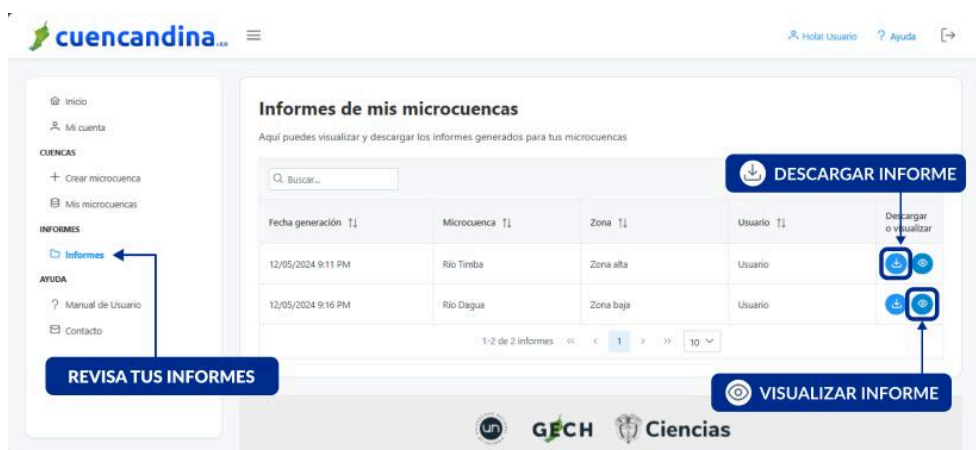 cuencandina v.2.0
Hola! Usuario
? Ayuda
Inicio
Mi cuenta
CUENCAS
+ Crear microcuenca
Mis microcuencas
INFORMES
Informes
AYUDA
? Manual de Usuario
Contacto
REVISA TUS INFORMES
Informes de mis microcuencas
Aquí puedes visualizar y descargar los informes generados para tus microcuencas
Buscar...
DESCARGAR INFORME
Fecha generación Microcuenca Zona Usuario Descargar
o visualizar
12/05/2024 9:11 PM Río Timba Zona alta Usuario
12/05/2024 9:16 PM Río Dagua Zona baja Usuario
1-2 de 2 informes « ‹ 1 › » 10
VISUALIZAR INFORME
UN GECH Ciencias